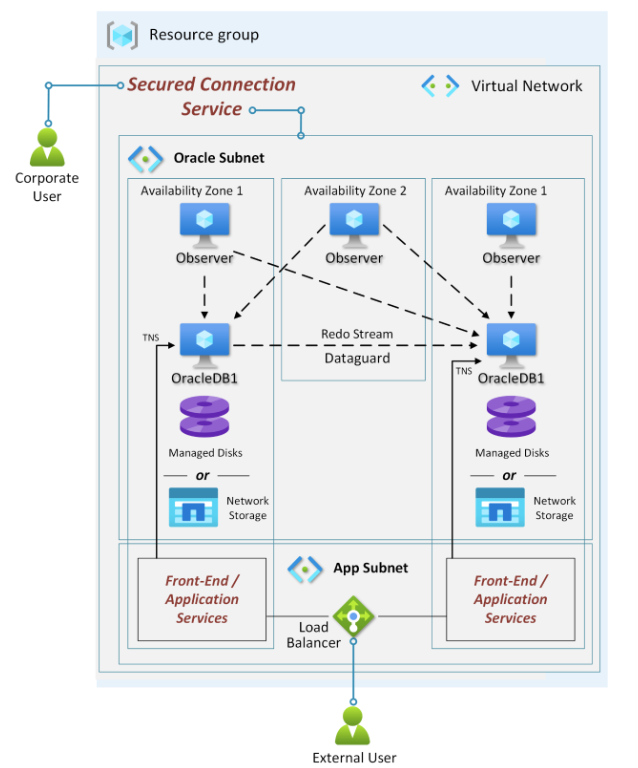 Resource group
Secured Connection
Service
Virtual Network
Corporate
User
Oracle Subnet
Availability Zone 1
Availability Zone 2
Availability Zone 1
Observer
Observer
Observer
TNS
Redo Stream
Dataguard
TNS
OracleDB1
OracleDB1
Managed Disks
Managed Disks
or
or
Network
Storage
Network
Storage
App Subnet
Front-End /
Application
Services
Front-End /
Application
Services
Load
Balancer
External User